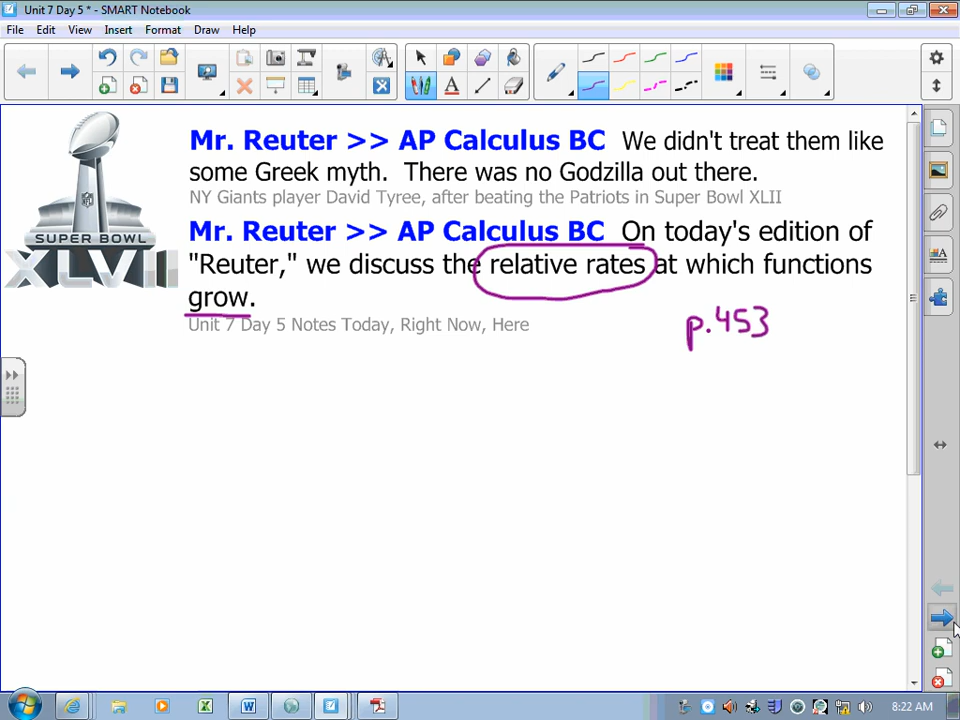 Unit 7 Day 5 * - SMART Notebook
File Edit View Insert Format Draw Help
Mr. Reuter >> AP Calculus BC We didn't treat them like
some Greek myth. There was no Godzilla out there.
NY Giants player David Tyree, after beating the Patriots in Super Bowl XLII
Mr. Reuter >> AP Calculus BC On today's edition of
"Reuter," we discuss the relative rates at which functions
grow.
Unit 7 Day 5 Notes Today, Right Now, Here
NFL
SUPER BOWL
XLVII
p.453
8:22 AM